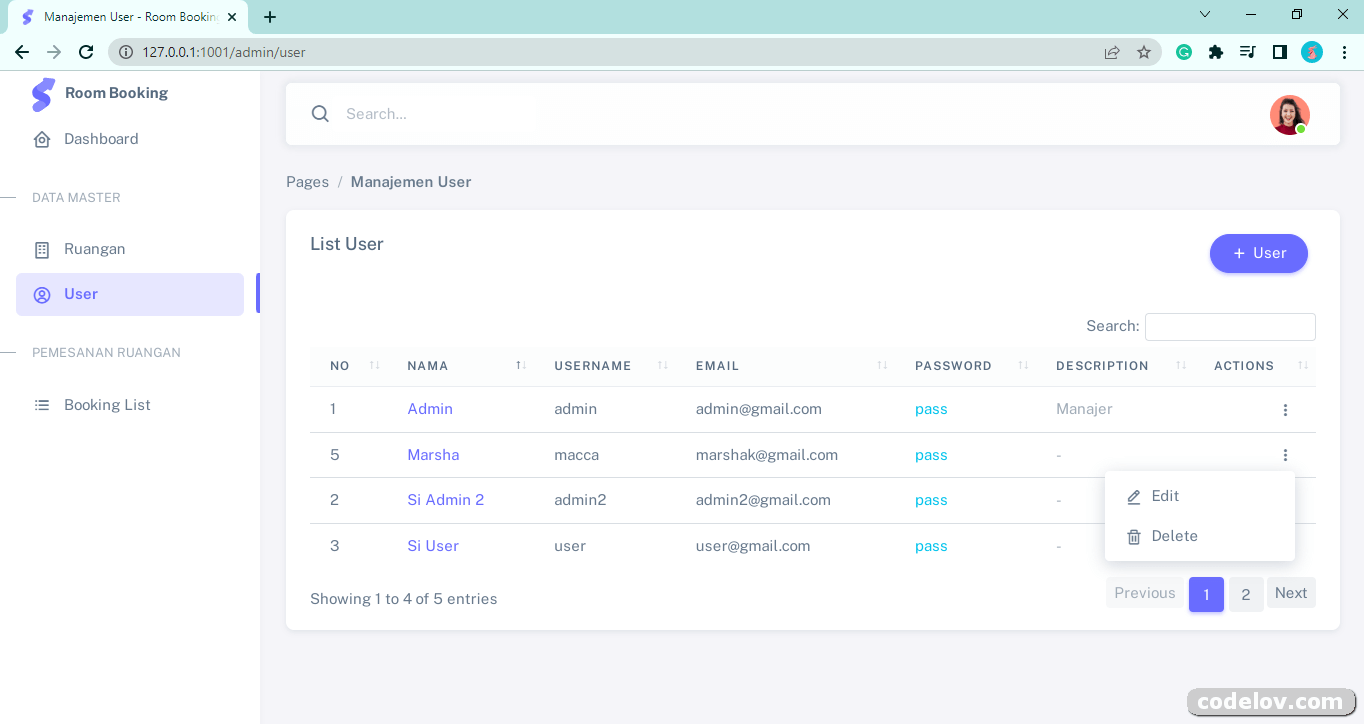 Manajemen User - Room Booking
127.0.0.1:1001/admin/user
Room Booking
Dashboard
DATA MASTER
Ruangan
User
PEMESANAN RUANGAN
Booking List
Search...
Pages / Manajemen User
List User
+ User
Search:
NO NAMA USERNAME EMAIL PASSWORD DESCRIPTION ACTIONS
1 Admin admin admin@gmail.com pass Manajer
5 Marsha macca marshak@gmail.com pass -
2 Si Admin 2 admin2 admin2@gmail.com pass -
3 Si User user user@gmail.com pass -
Edit
Delete
Showing 1 to 4 of 5 entries
Previous 1 2 Next
codelov.com